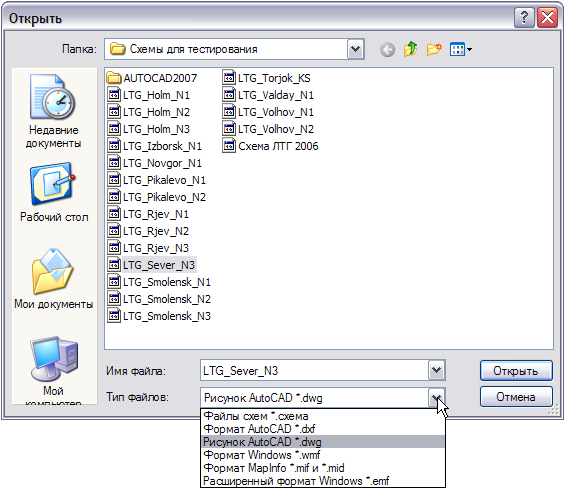 Открыть
Папка: Схемы для тестирования
Недавние документы
Рабочий стол
Мои документы
Мой компьютер
AUTOCAD2007
LTG_Holm_N1
LTG_Holm_N2
LTG_Holm_N3
LTG_Izborsk_N1
LTG_Novgor_N1
LTG_Pikalevo_N1
LTG_Pikalevo_N2
LTG_Rjev_N1
LTG_Rjev_N2
LTG_Rjev_N3
LTG_Sever_N3
LTG_Smolensk_N1
LTG_Smolensk_N2
LTG_Smolensk_N3
LTG_Torjok_KS
LTG_Valday_N1
LTG_Volhov_N1
LTG_Volhov_N2
Схема ЛТГ 2006
Имя файла: LTG_Sever_N3 Открыть
Тип файлов: Рисунок AutoCAD *.dwg Отмена
Файлы схем *.схема
Формат AutoCAD *.dxf
Рисунок AutoCAD *.dwg
Формат Windows *.wmf
Формат MapInfo *.mif и *.mid
Расширенный формат Windows *.emf